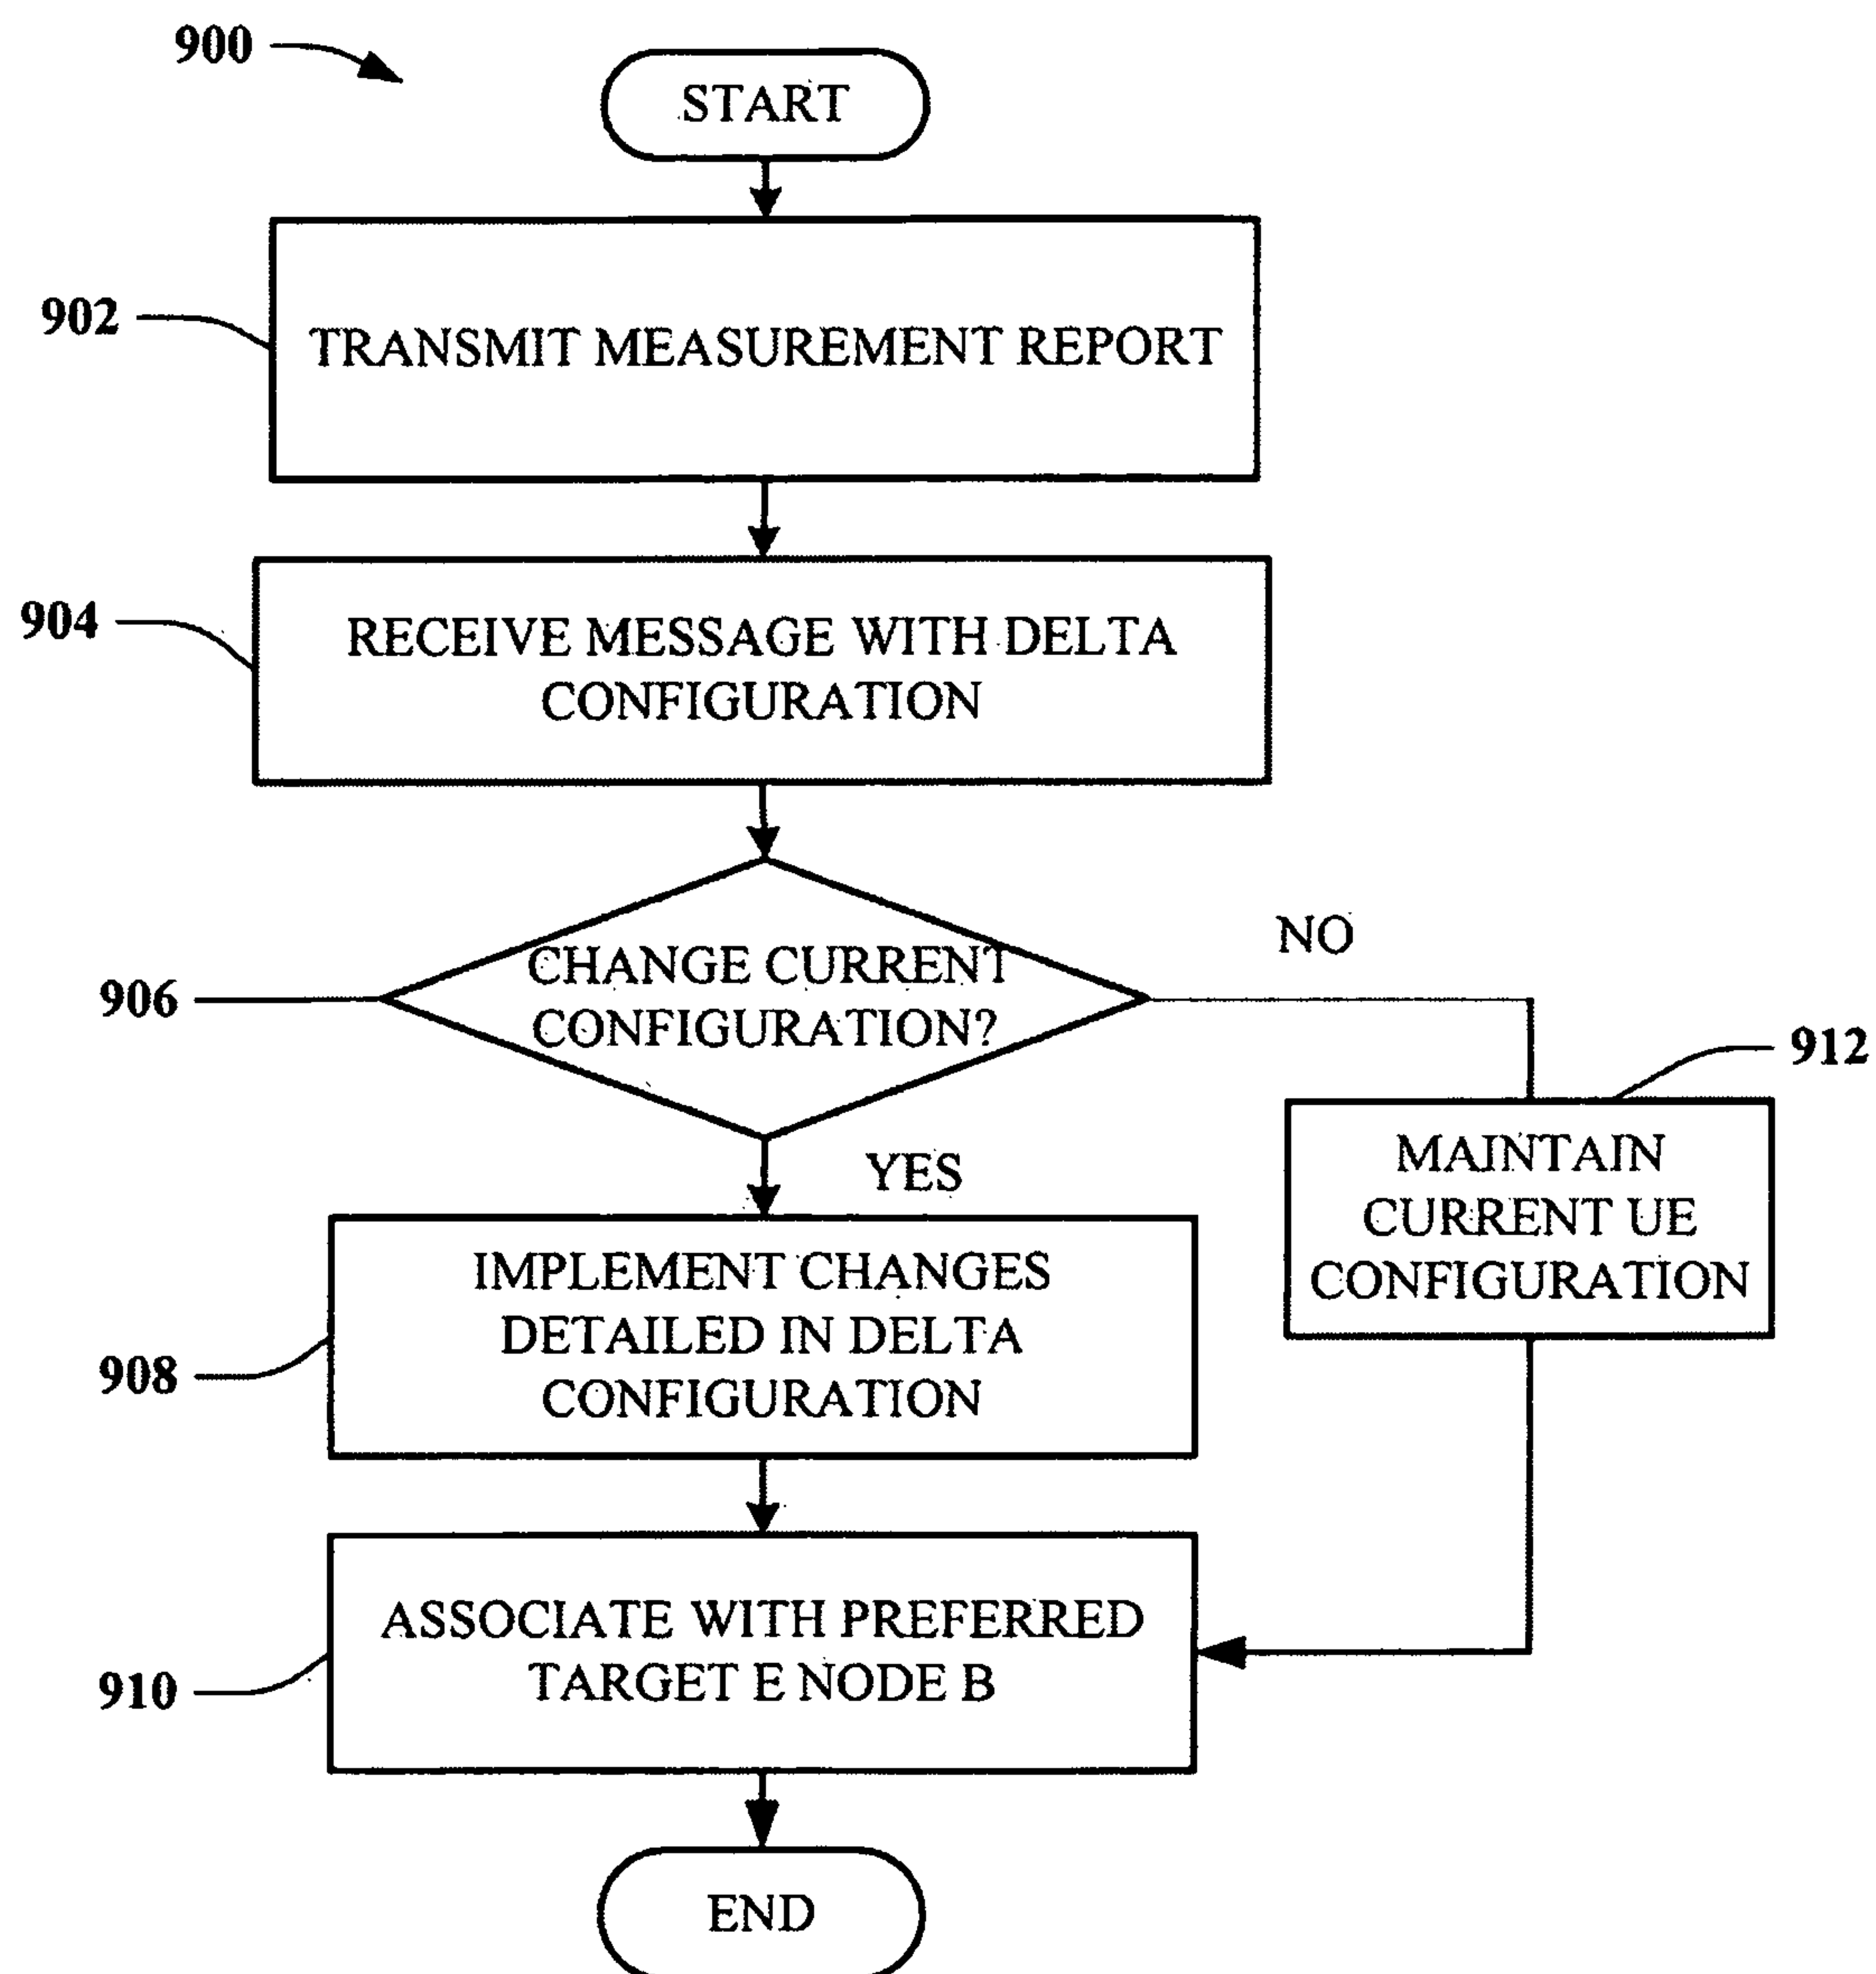 900
START
902
TRANSMIT MEASUREMENT REPORT
904
RECEIVE MESSAGE WITH DELTA
CONFIGURATION
906
CHANGE CURRENT
CONFIGURATION?
NO
912
MAINTAIN
CURRENT UE
CONFIGURATION
YES
908
IMPLEMENT CHANGES
DETAILED IN DELTA
CONFIGURATION
910
ASSOCIATE WITH PREFERRED
TARGET E NODE B
END